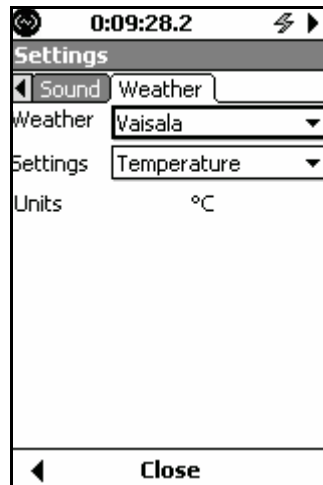 0:09:28.2
Settings
Sound Weather
Weather Vaisala
Settings Temperature
Units °C
Close